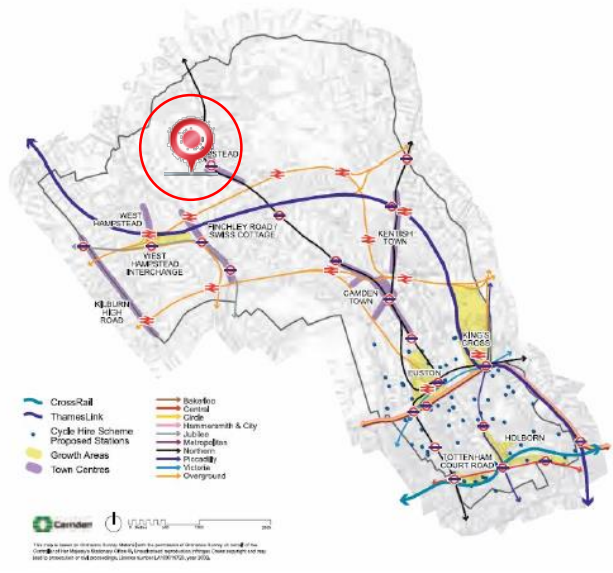 STEAD
WEST
HAMPSTEAD
FINCHLEY ROAD /
SWISS COTTAGE
WEST
HAMPSTEAD
INTERCHANGE
KILBURN
HIGH
ROAD
KENTISH
TOWN
CAMDEN
TOWN
KING'S
CROSS
EUSTON
HOLBORN
TOTTENHAM
COURT ROAD
CrossRail
ThamesLink
Cycle Hire Scheme
Proposed Stations
Growth Areas
Town Centres
Bakerloo
Central
Circle
Hammersmith & City
Jubilee
Metropolitan
Northern
Piccadilly
Victoria
Overground
Camden